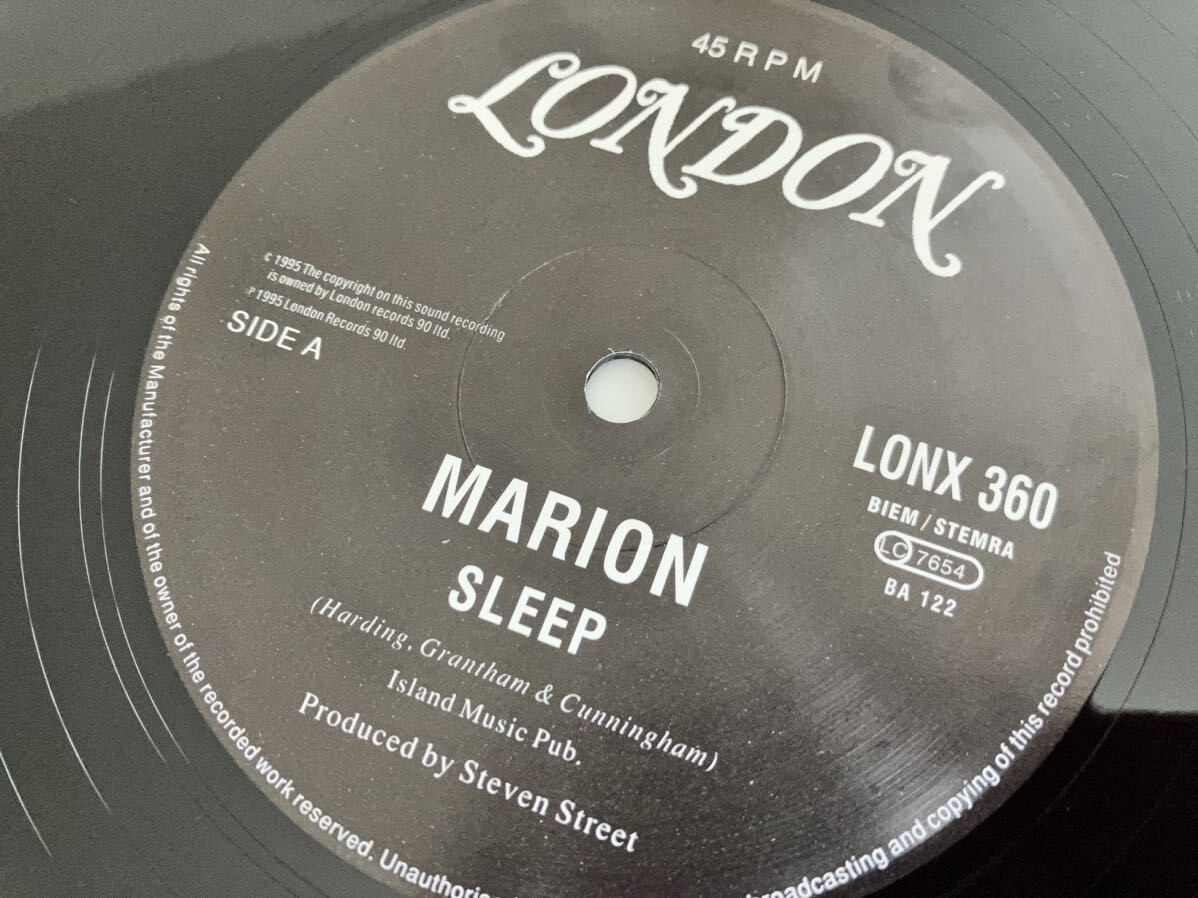 45 RPM
LONDON
C 1995 The copyright on this sound recording
is owned by London records 90 ltd.
P 1995 London Records 90 ltd.
SIDE A
LONX 360
BIEM / STEMRA
LC 7654
BA 122
MARION
SLEEP
(Harding, Grantham & Cunningham)
Island Music Pub.
Produced by Steven Street
All rights of the Manufacturer and of the owner of the recorded work reserved. Unauthoris
roadcasting and copying of this record prohibited